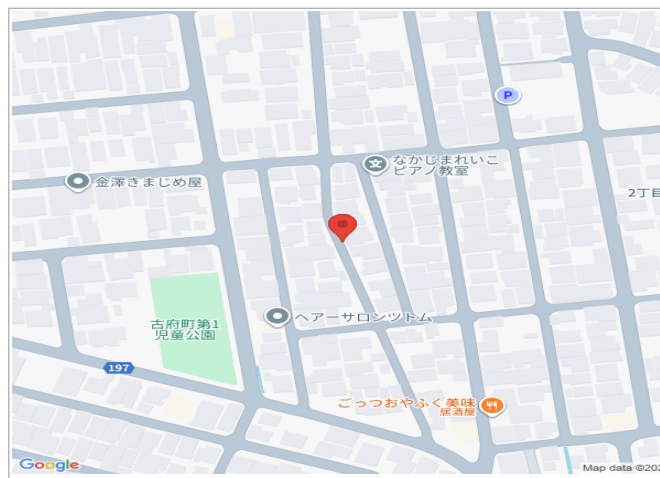 P
なかじまれいこ
ピアノ教室
金澤きまじめ屋
2丁目
ヘアーサロンツトム
古府町第1
児童公園
197
ごっつおやふく美味
居酒屋
Google
Map data ©202